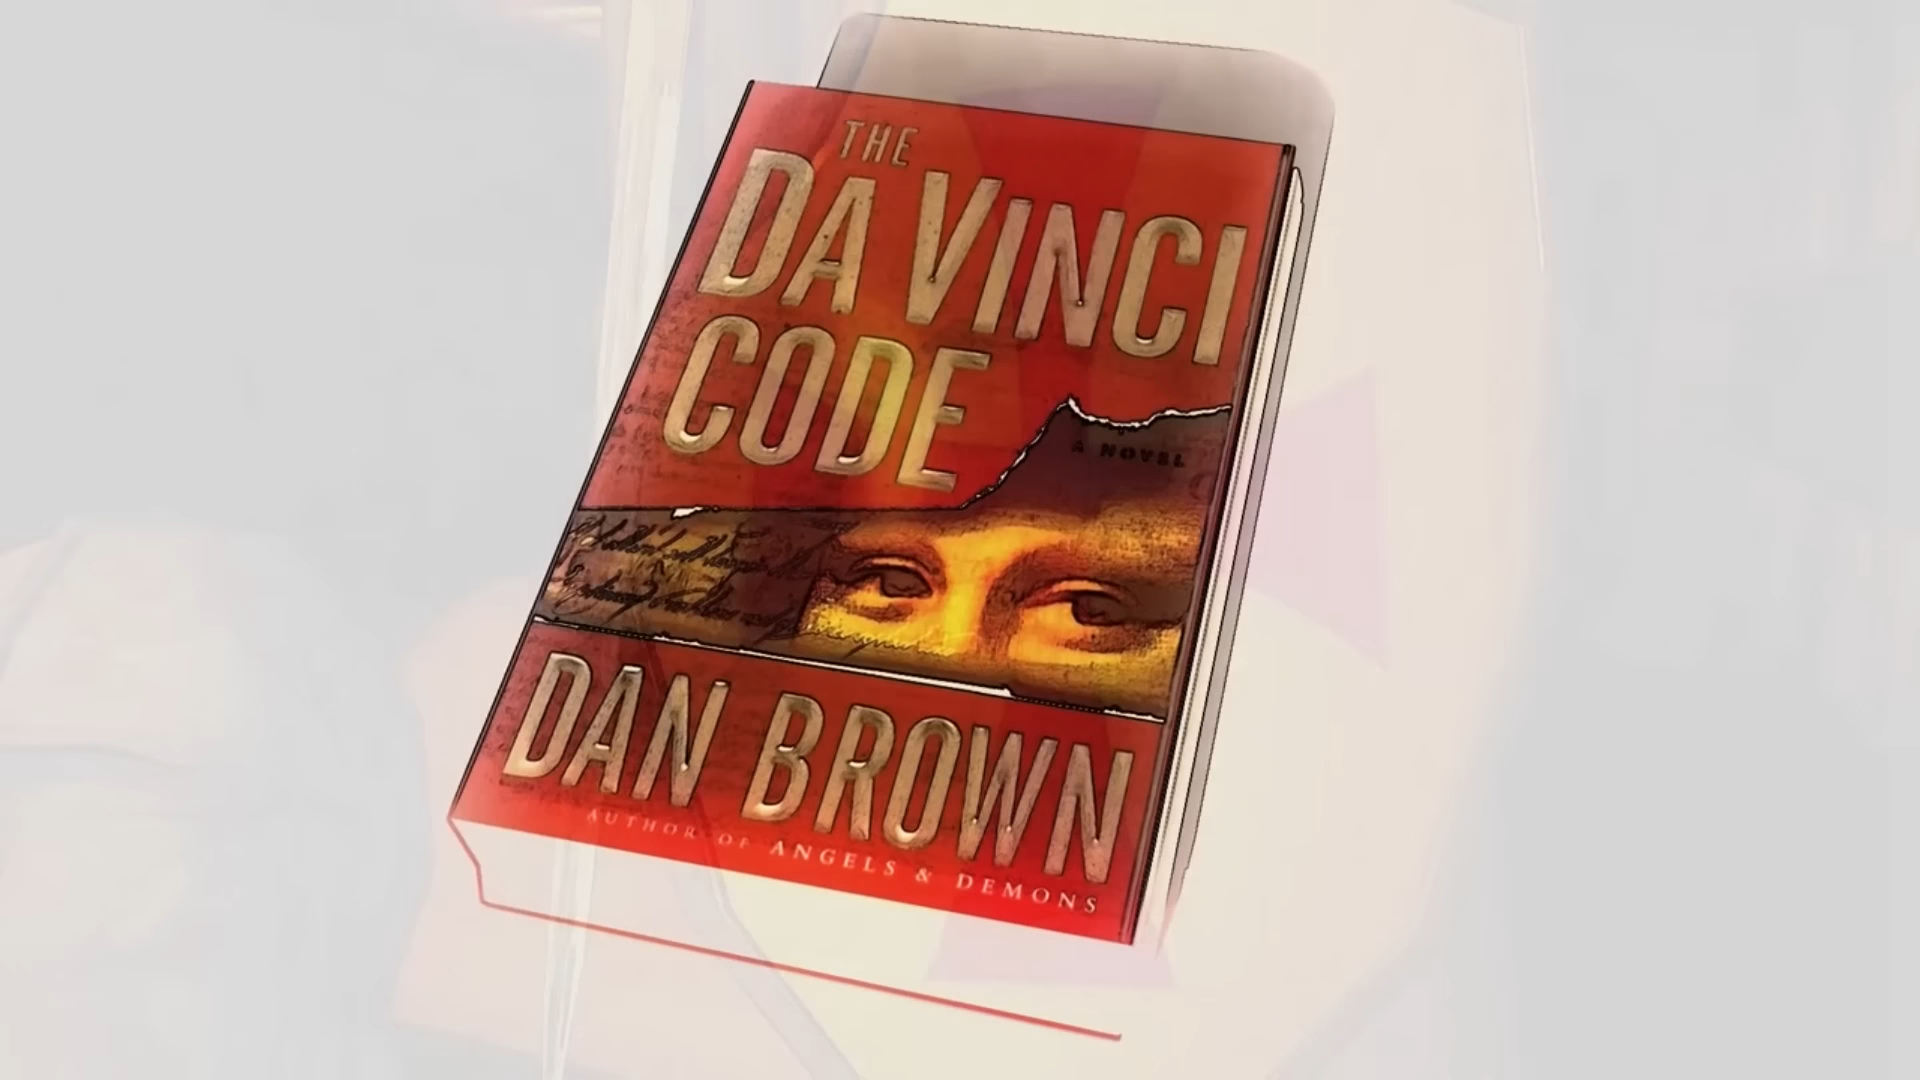 THE
DA VINCI
CODE
A NOVEL
DAN BROWN
AUTHOR OF ANGELS & DEMONS